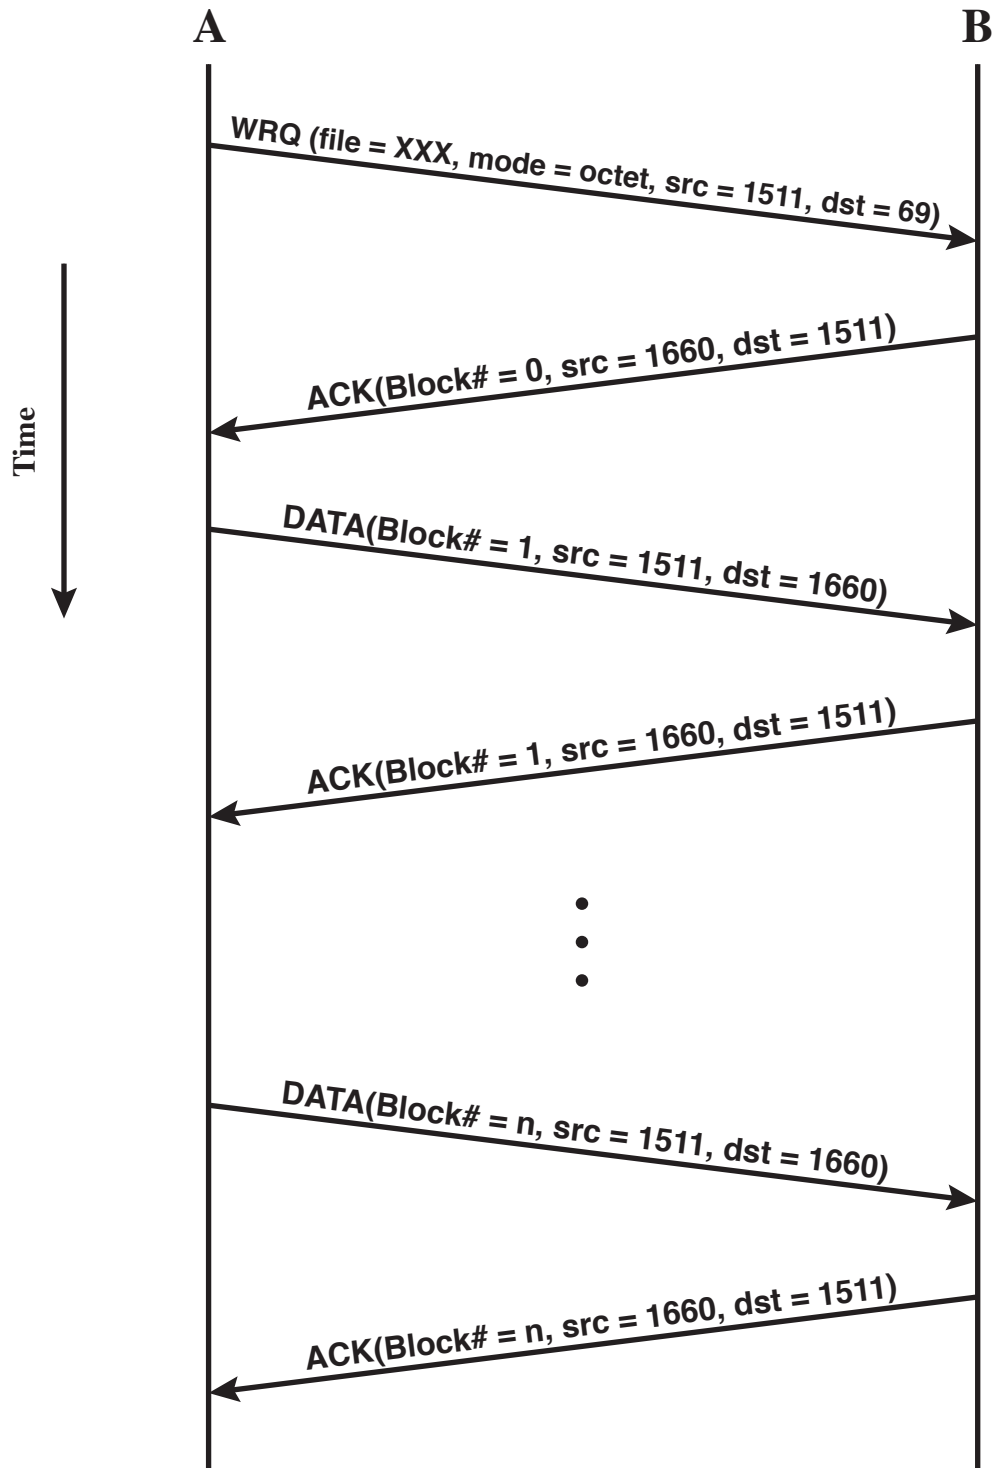 A
B
WRQ (file = XXX, mode = octet, src = 1511, dst = 69)
ACK(Block# = 0, src = 1660, dst = 1511)
Time
DATA(Block# = 1, src = 1511, dst = 1660)
ACK(Block# = 1, src = 1660, dst = 1511)
DATA(Block# = n, src = 1511, dst = 1660)
ACK(Block# = n, src = 1660, dst = 1511)